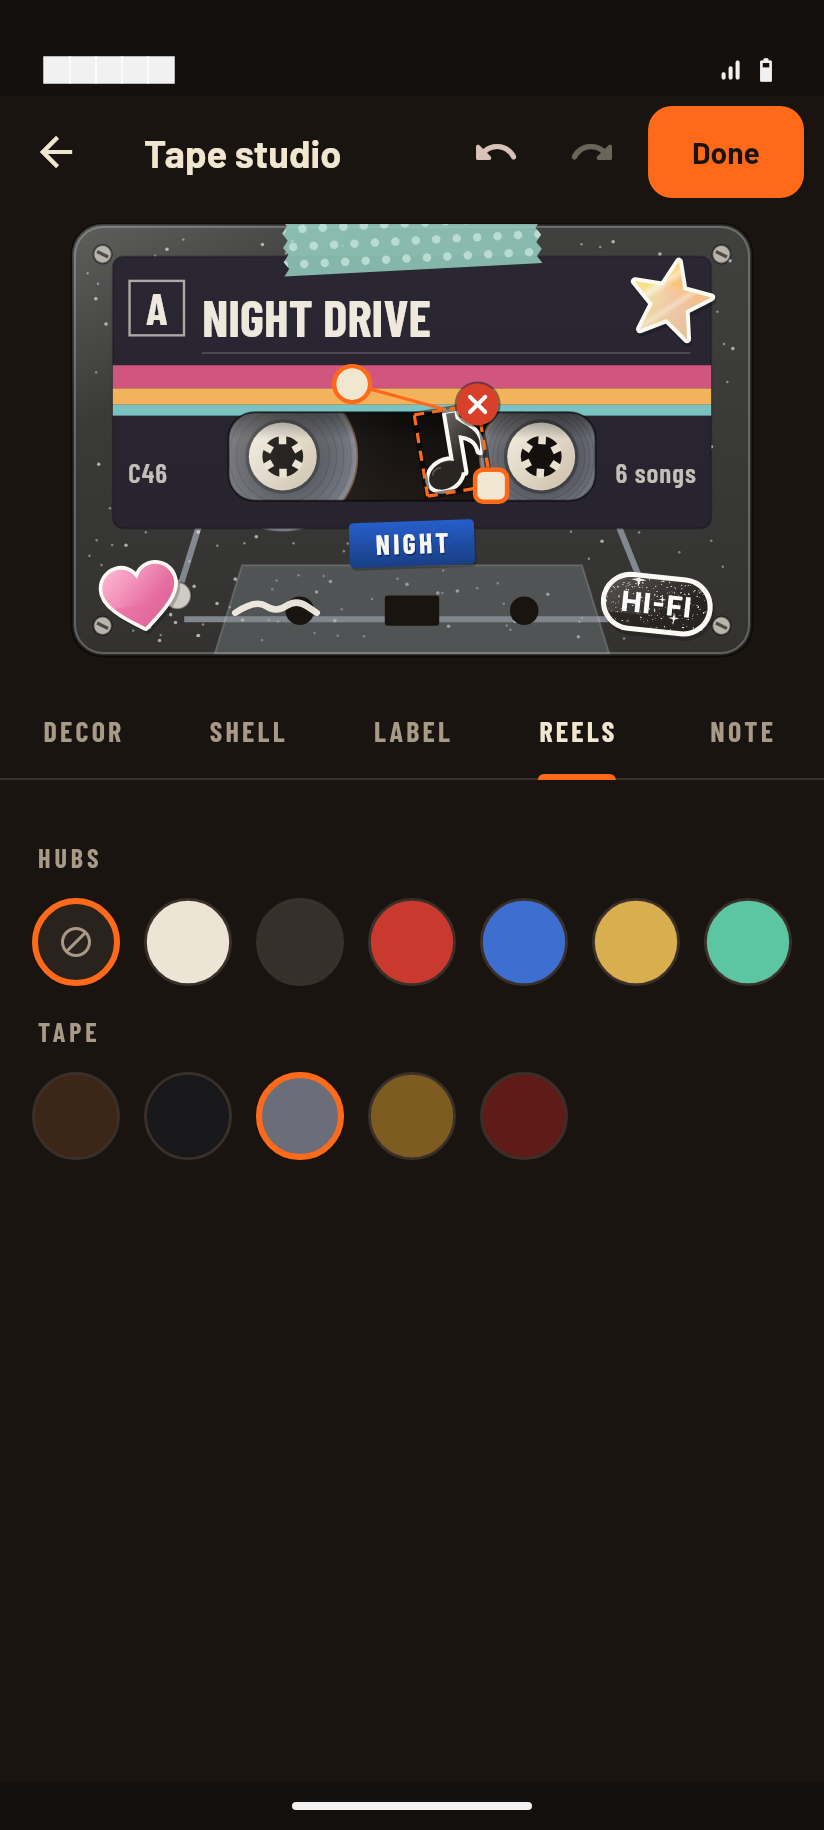 Tape studio
Done
A
NIGHT DRIVE
C46
6 songs
NIGHT
HI-FI
DECOR
SHELL
LABEL
REELS
NOTE
HUBS
TAPE